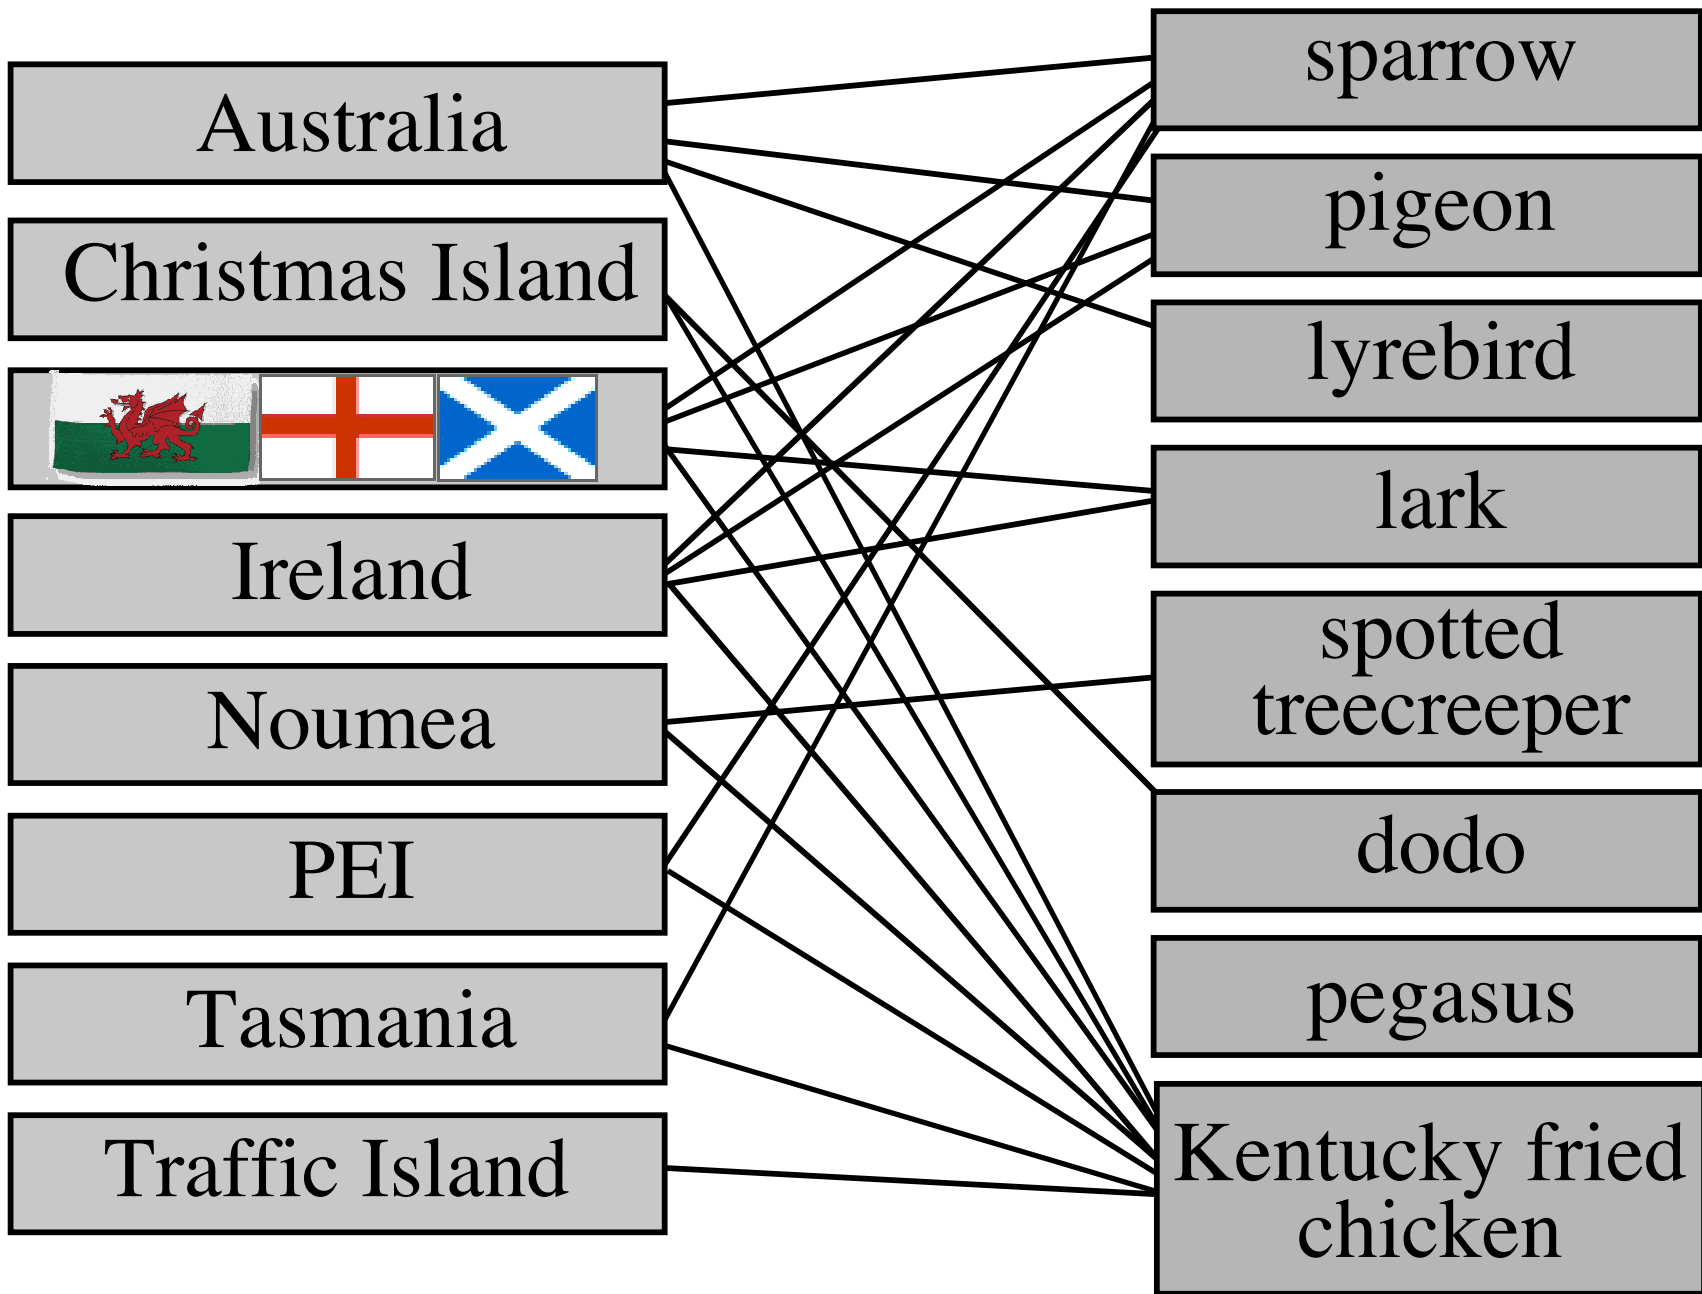 Australia
Christmas Island
Ireland
Noumea
PEI
Tasmania
Traffic Island
sparrow
pigeon
lyrebird
lark
spotted
treecreeper
dodo
pegasus
Kentucky fried
chicken